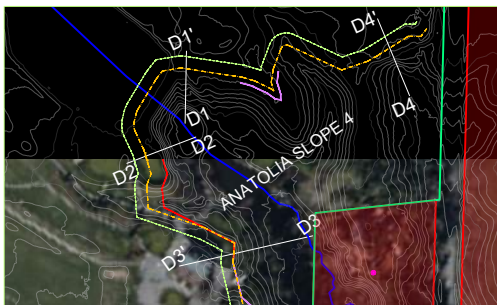 D1'
D4'
D1
D4
D2
D2'
ANATOLIA SLOPE 4
D3
D3'